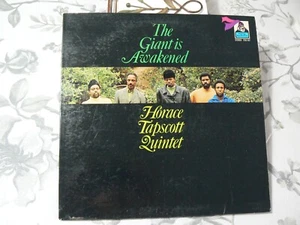 The
Giant is
Awakened
Horace
Tapscott
Quintet